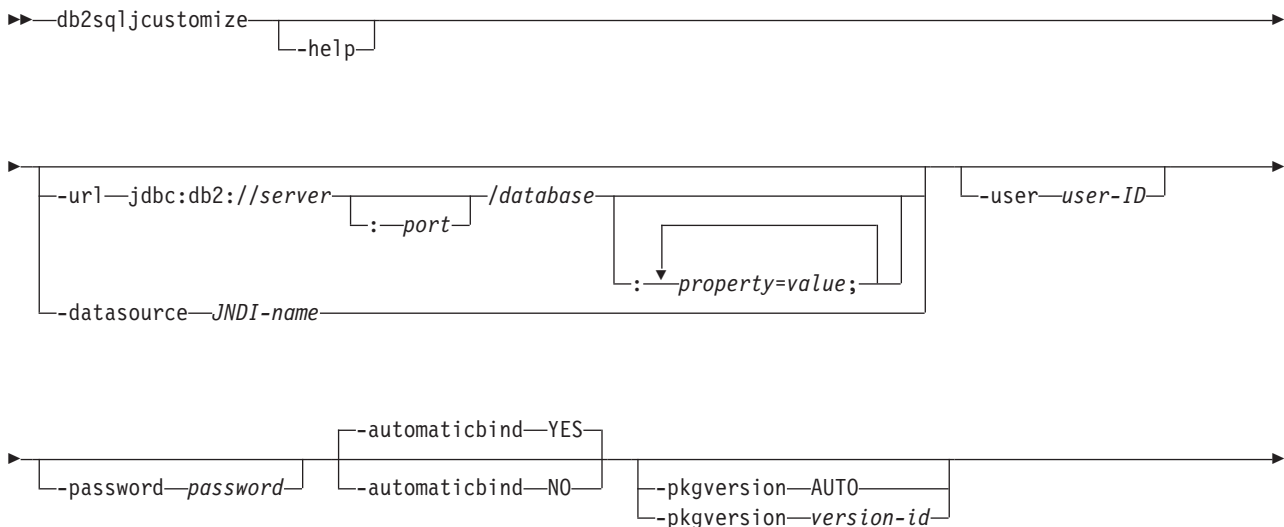 db2sqljcustomize
-help
-url jdbc:db2://server /database -user user-ID
: port
: property=value;
-datasource JNDI-name
-automaticbind YES
-password password -automaticbind NO -pkgversion AUTO
-pkgversion version-id